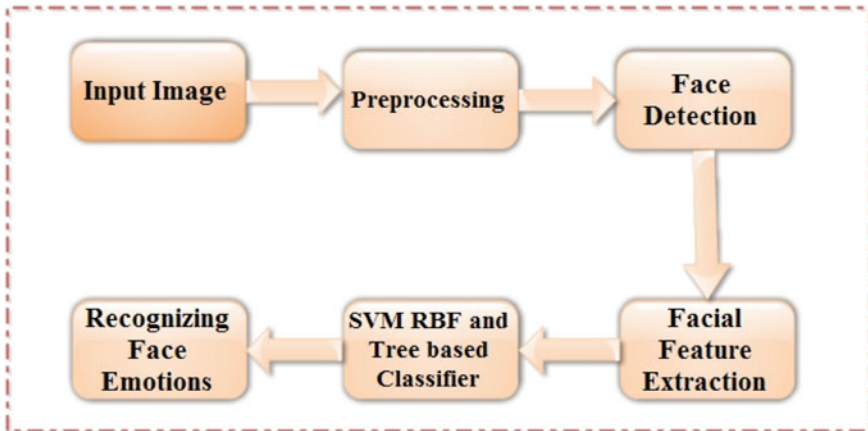 Input Image
Preprocessing
Face
Detection
Facial
Feature
Extraction
SVM RBF and
Tree based
Classifier
Recognizing
Face
Emotions